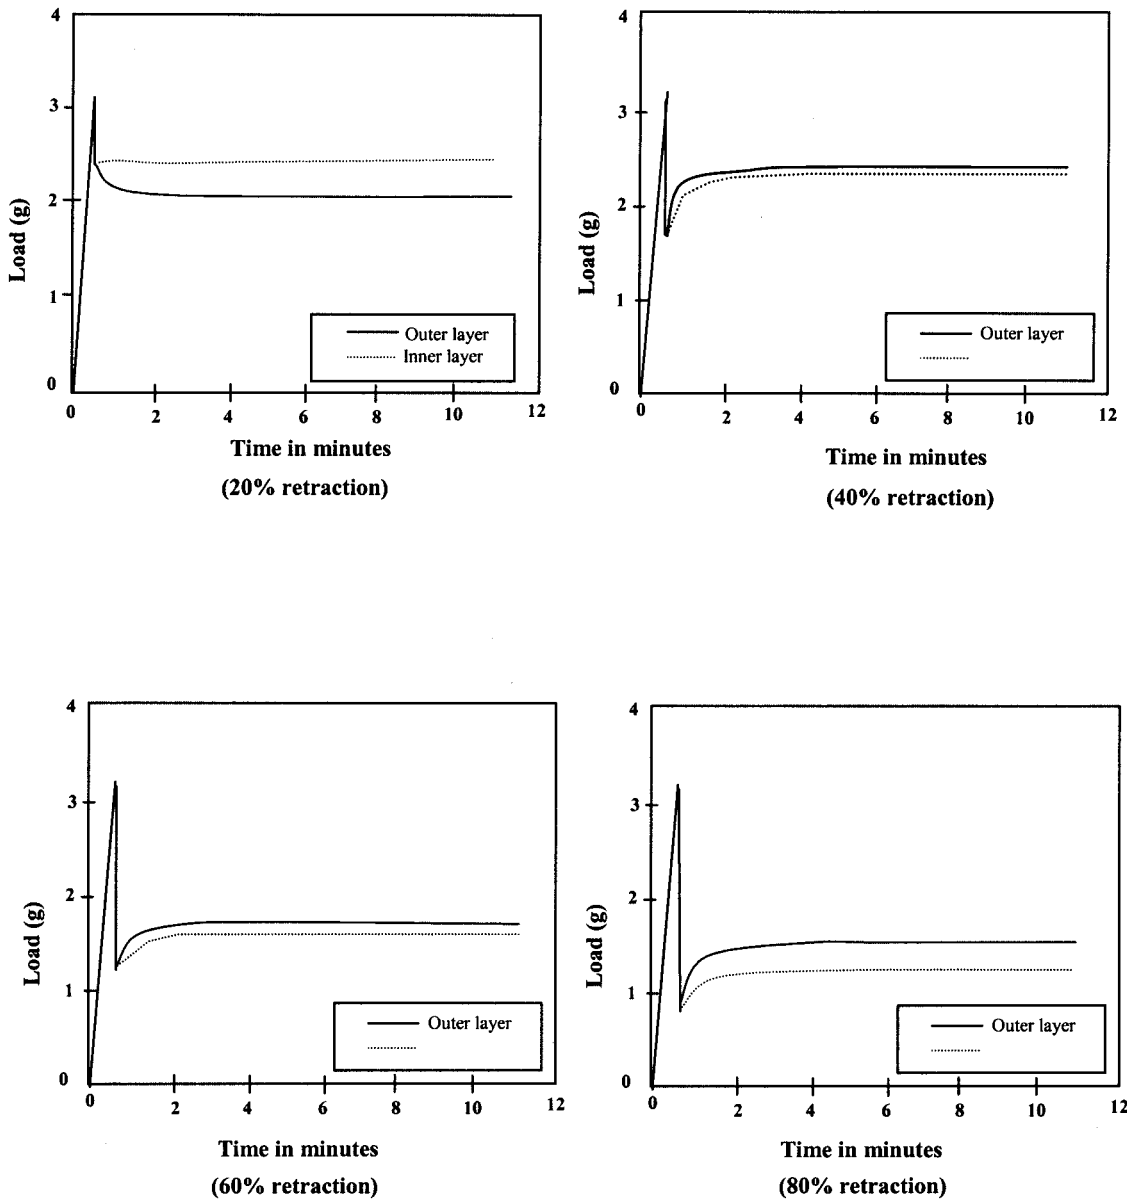 4
3
2
1
0
Load (g)
Outer layer
Inner layer
0 2 4 6 8 10 12
Time in minutes
(20% retraction)
4
3
2
1
0
Load (g)
Outer layer
0 2 4 6 8 10 12
Time in minutes
(40% retraction)
4
3
2
1
0
Load (g)
Outer layer
0 2 4 6 8 10 12
Time in minutes
(60% retraction)
4
3
2
1
0
Load (g)
Outer layer
0 2 4 6 8 10 12
Time in minutes
(80% retraction)